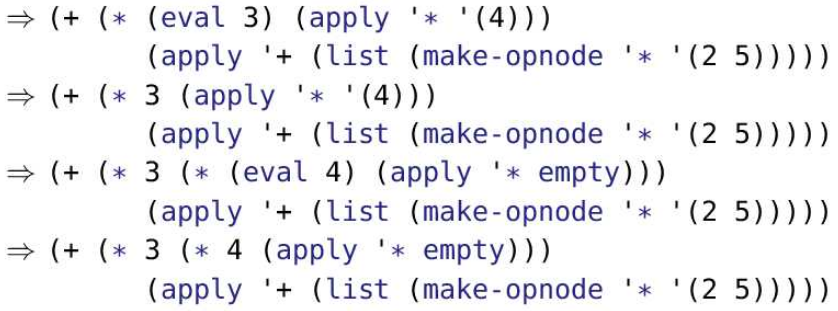 ⇒ (+ (* (eval 3) (apply '* '(4)))
(apply '+ (list (make-opnode '* '(2 5)))))
⇒ (+ (* 3 (apply '* '(4)))
(apply '+ (list (make-opnode '* '(2 5)))))
⇒ (+ (* 3 (* (eval 4) (apply '* empty)))
(apply '+ (list (make-opnode '* '(2 5)))))
⇒ (+ (* 3 (* 4 (apply '* empty)))
(apply '+ (list (make-opnode '* '(2 5)))))